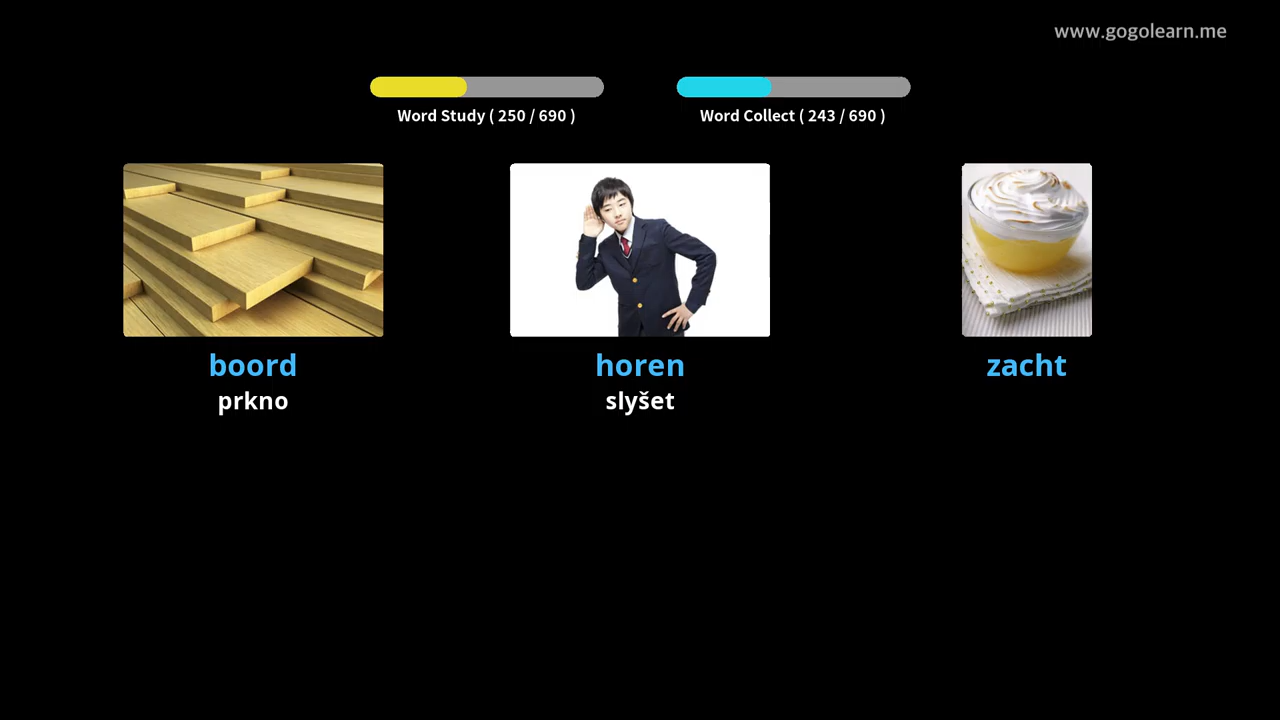 www.gogolearn.me
Word Study ( 250 / 690 )
Word Collect ( 243 / 690 )
boord
prkno
horen
slyšet
zacht